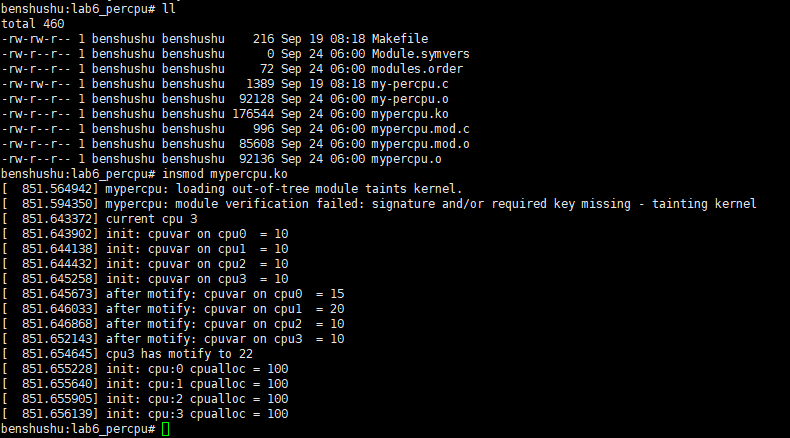 benshushu:lab6_percpu# ll
total 460
-rw-rw-r-- 1 benshushu benshushu    216 Sep 19 08:18 Makefile
-rw-r--r-- 1 benshushu benshushu      0 Sep 24 06:00 Module.symvers
-rw-r--r-- 1 benshushu benshushu     72 Sep 24 06:00 modules.order
-rw-rw-r-- 1 benshushu benshushu   1389 Sep 19 08:18 my-percpu.c
-rw-r--r-- 1 benshushu benshushu  92128 Sep 24 06:00 my-percpu.o
-rw-r--r-- 1 benshushu benshushu 176544 Sep 24 06:00 mypercpu.ko
-rw-r--r-- 1 benshushu benshushu    996 Sep 24 06:00 mypercpu.mod.c
-rw-r--r-- 1 benshushu benshushu  85608 Sep 24 06:00 mypercpu.mod.o
-rw-r--r-- 1 benshushu benshushu  92136 Sep 24 06:00 mypercpu.o
benshushu:lab6_percpu# insmod mypercpu.ko
[  851.564942] mypercpu: loading out-of-tree module taints kernel.
[  851.594350] mypercpu: module verification failed: signature and/or required key missing - tainting kernel
[  851.643372] current cpu 3
[  851.643902] init: cpuvar on cpu0  = 10
[  851.644138] init: cpuvar on cpu1  = 10
[  851.644432] init: cpuvar on cpu2  = 10
[  851.645258] init: cpuvar on cpu3  = 10
[  851.645673] after motify: cpuvar on cpu0  = 15
[  851.646033] after motify: cpuvar on cpu1  = 20
[  851.646868] after motify: cpuvar on cpu2  = 10
[  851.652143] after motify: cpuvar on cpu3  = 10
[  851.654645] cpu3 has motify to 22
[  851.655228] init: cpu:0 cpualloc = 100
[  851.655640] init: cpu:1 cpualloc = 100
[  851.655905] init: cpu:2 cpualloc = 100
[  851.656139] init: cpu:3 cpualloc = 100
benshushu:lab6_percpu#